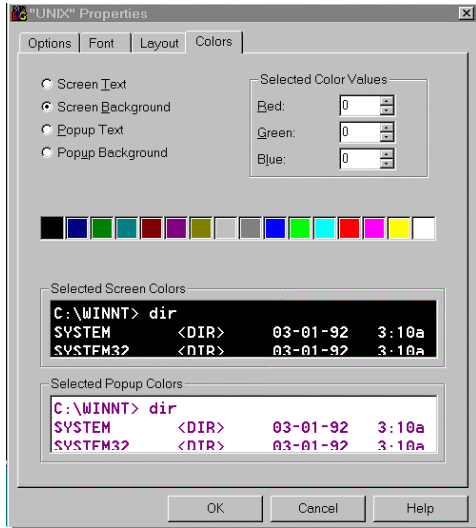 "UNIX" Properties
Options Font Layout Colors
Screen Text
Screen Background
Popup Text
Popup Background
Selected Color Values
Red: 0
Green: 0
Blue: 0
Selected Screen Colors
C:\WINNT> dir
SYSTEM <DIR> 03-01-92 3:10a
SYSTEM32 <DIR> 03-01-92 3:10a
Selected Popup Colors
C:\WINNT> dir
SYSTEM <DIR> 03-01-92 3:10a
SYSTEM32 <DIR> 03-01-92 3:10a
OK Cancel Help